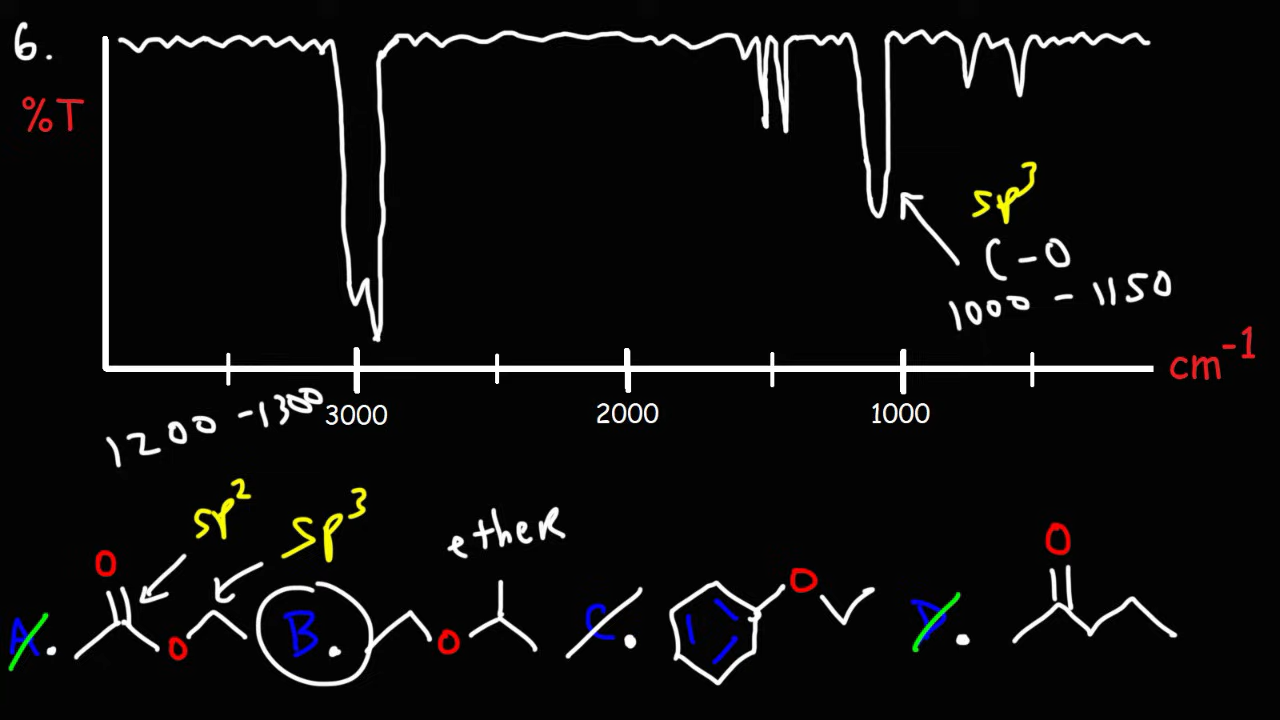 6.
%T
sp³
C-O
1000 - 1150
cm⁻¹
3000 2000 1000
1200 - 1300
sp²
sp³
ether
O
O
O
O
A. B. C. D.